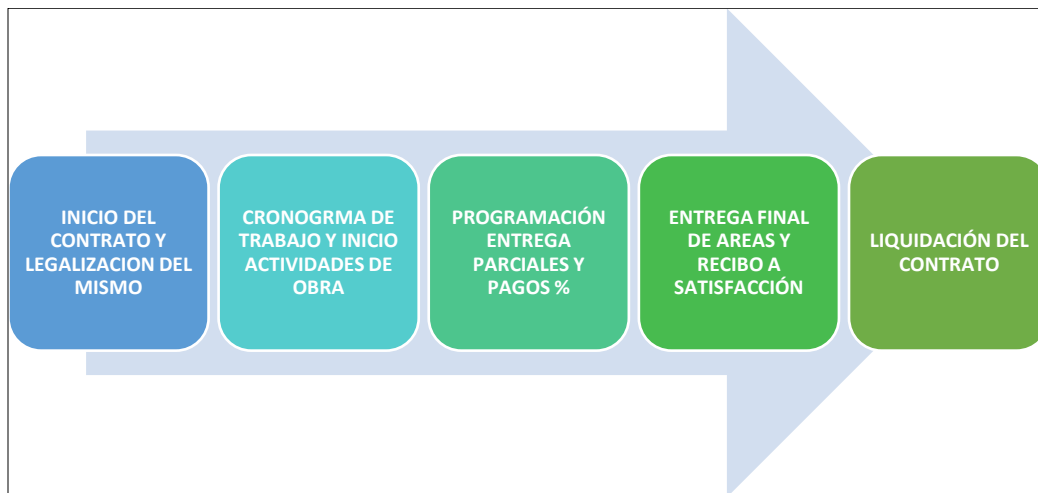 INICIO DEL
CONTRATO Y
LEGALIZACION DEL
MISMO
CRONOGRMA DE
TRABAJO Y INICIO
ACTIVIDADES DE
OBRA
PROGRAMACIÓN
ENTREGA
PARCIALES Y
PAGOS %
ENTREGA FINAL
DE AREAS Y
RECIBO A
SATISFACCIÓN
LIQUIDACIÓN DEL
CONTRATO